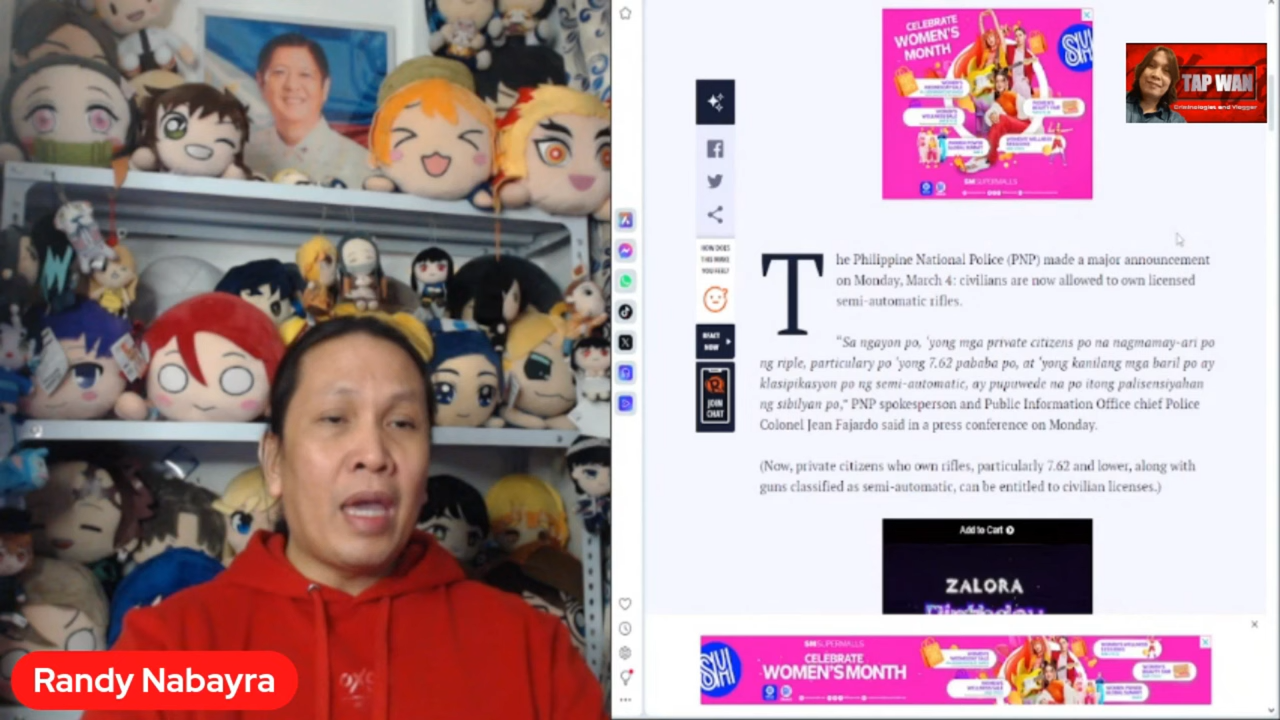 CELEBRATE
WOMEN'S
MONTH
SM
SM SUPERMALLS
TAP WAN
Criminologist and Vlogger
HOW DOES
THIS MAKE
YOU FEEL?
REACT
NOW
JOIN
CHAT
The Philippine National Police (PNP) made a major announcement
on Monday, March 4: civilians are now allowed to own licensed
semi-automatic rifles.
"Sa ngayon po, 'yong mga private citizens po na nagmamay-ari po
ng riple, particular po 'yong 7.62 pababa po, at 'yong kanilang mga baril po ay
klasipikasyon po ng semi-automatic, ay pupuwede na po itong palisensiyahan
ng sibilyan po," PNP spokesperson and Public Information Office chief Police
Colonel Jean Fajardo said in a press conference on Monday.
(Now, private citizens who own rifles, particularly 7.62 and lower, along with
guns classified as semi-automatic, can be entitled to civilian licenses.)
Add to Cart
ZALORA
Birthday
SM SUPERMALLS
SM
CELEBRATE
WOMEN'S MONTH
Randy Nabayra